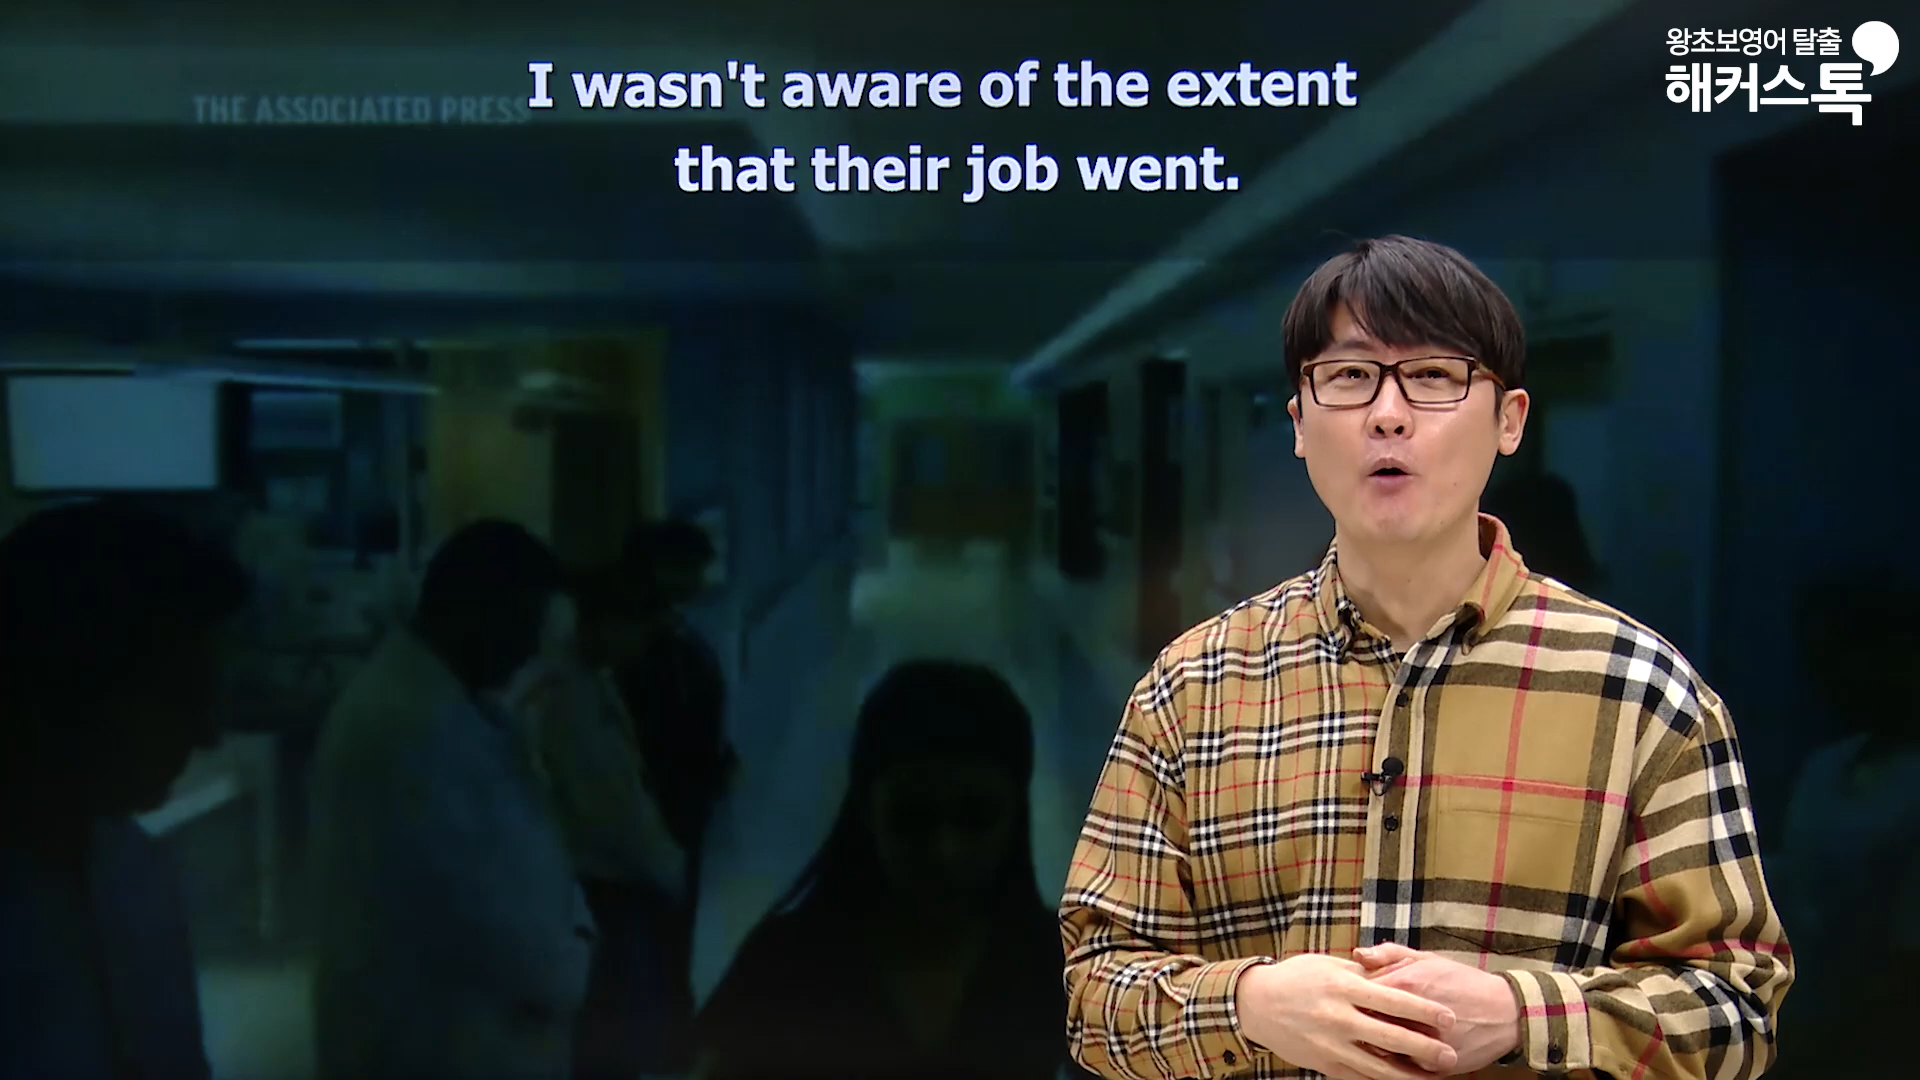 THE ASSOCIATED PRESS
I wasn't aware of the extent
that their job went.
왕초보영어 탈출
해커스톡